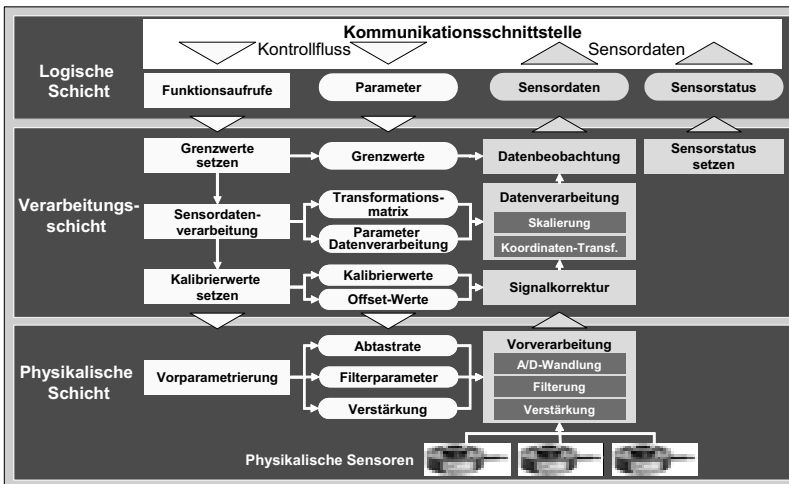 Kommunikationsschnittstelle
Kontrollfluss
Sensordaten
Logische
Schicht
Funktionsaufrufe
Parameter
Sensordaten
Sensorstatus
Verarbeitungs-
schicht
Grenzwerte
setzen
Grenzwerte
Datenbeobachtung
Sensorstatus
setzen
Sensordaten-
verarbeitung
Transformations-
matrix
Parameter
Datenverarbeitung
Datenverarbeitung
Skalierung
Koordinaten-Transf.
Kalibrierwerte
setzen
Kalibrierwerte
Offset-Werte
Signalkorrektur
Physikalische
Schicht
Vorparametrierung
Abtastrate
Filterparameter
Verstärkung
Vorverarbeitung
A/D-Wandlung
Filterung
Verstärkung
Physikalische Sensoren